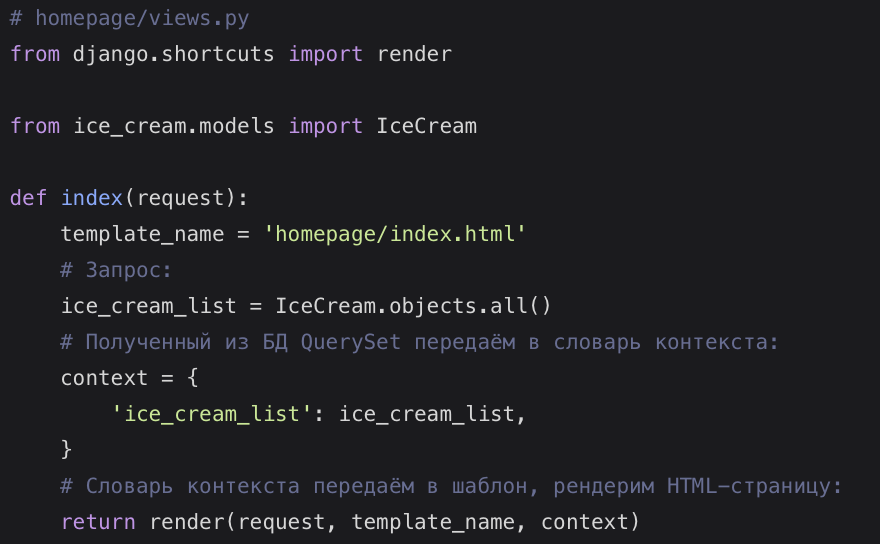 # homepage/views.py
from django.shortcuts import render

from ice_cream.models import IceCream

def index(request):
    template_name = 'homepage/index.html'
    # Запрос:
    ice_cream_list = IceCream.objects.all()
    # Полученный из БД QuerySet передаём в словарь контекста:
    context = {
        'ice_cream_list': ice_cream_list,
    }
    # Словарь контекста передаём в шаблон, рендерим HTML-страницу:
    return render(request, template_name, context)